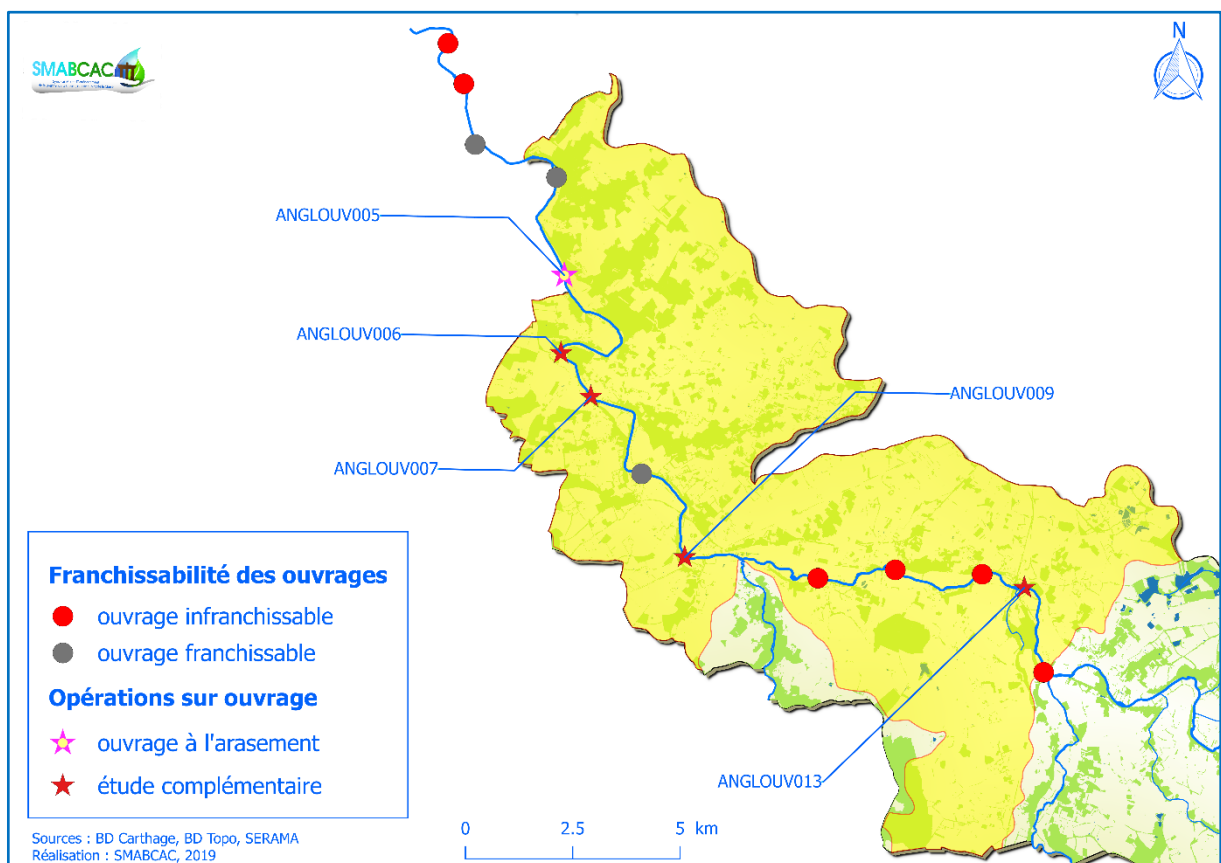 SMABCAC
N
ANGLOUV005
ANGLOUV006
ANGLOUV009
ANGLOUV007
Franchissabilité des ouvrages
ouvrage infranchissable
ouvrage franchissable
Opérations sur ouvrage
ouvrage à l'arasement
étude complémentaire
ANGLOUV013
Sources : BD Carthage, BD Topo, SERAMA
Réalisation : SMABCAC, 2019
0 2.5 5 km